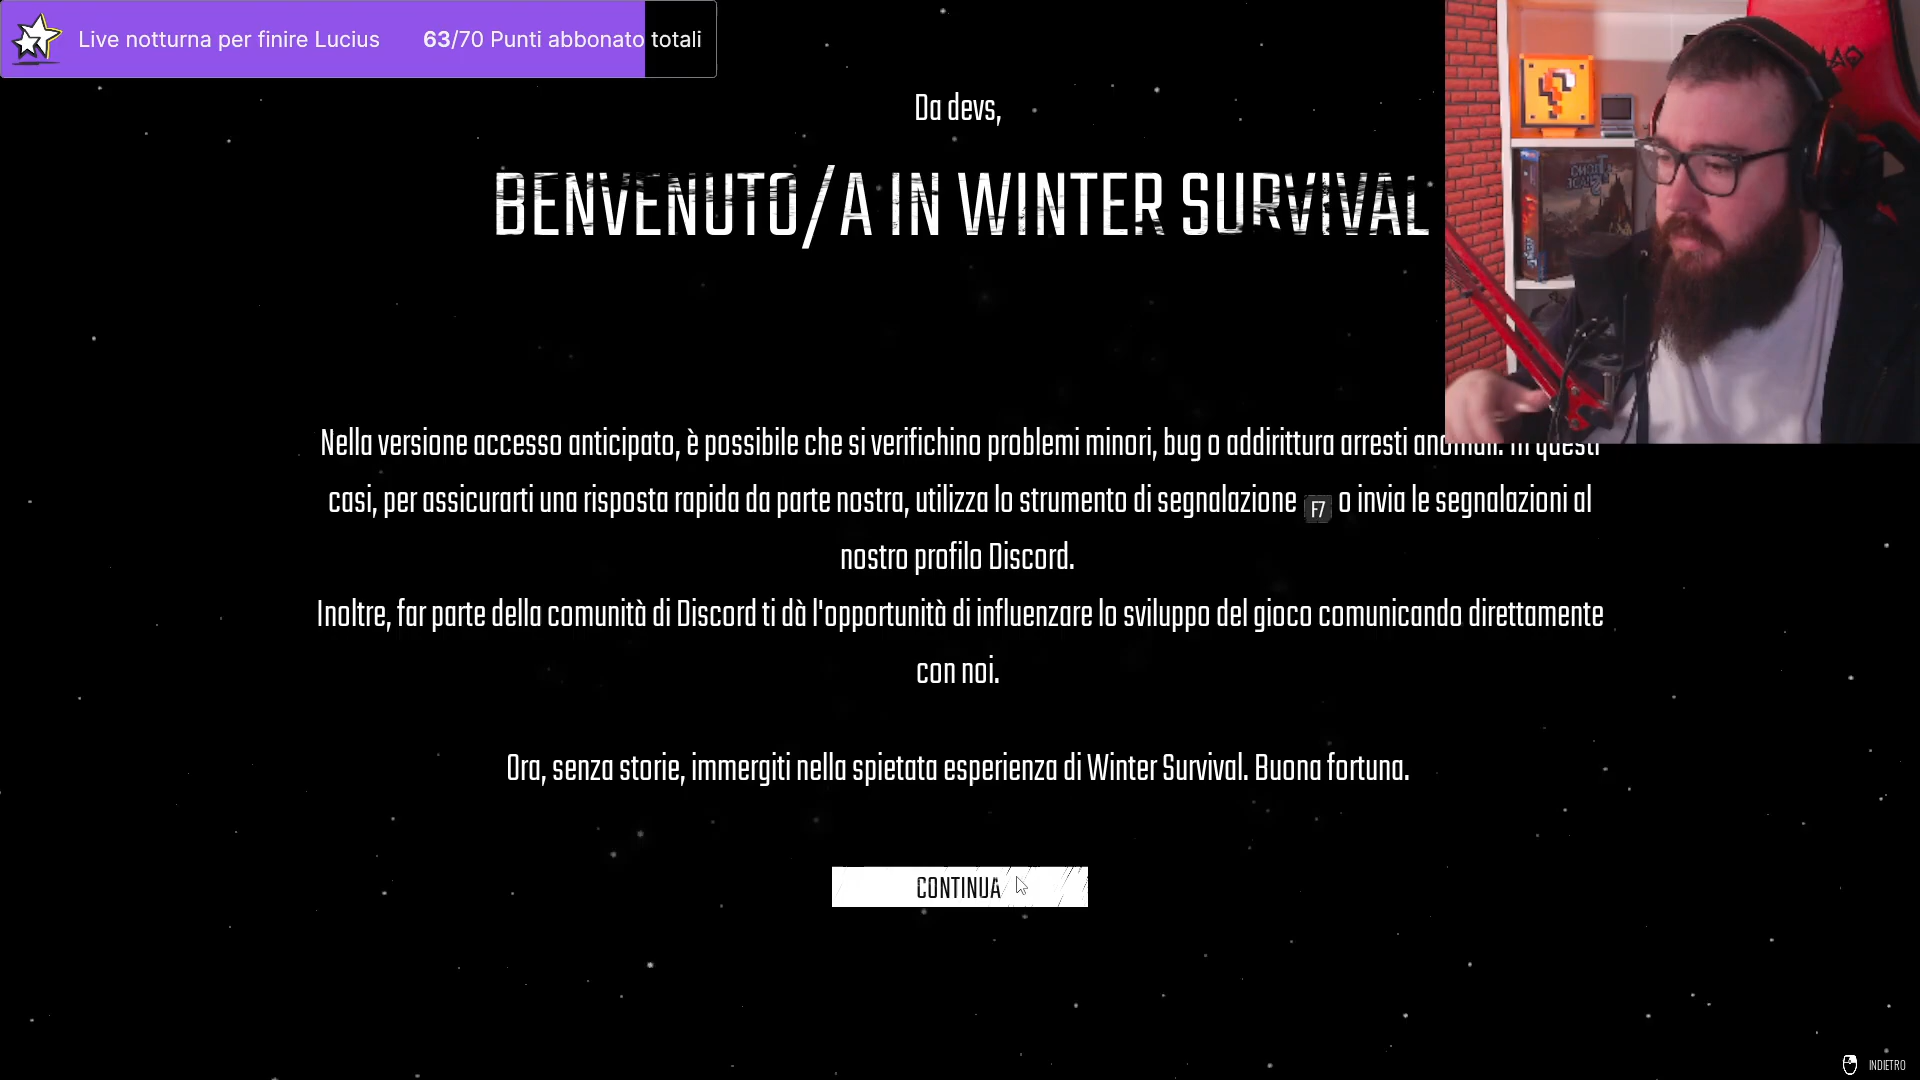 Live notturna per finire Lucius 63/70 Punti abbonato totali
Da devs,
BENVENUTO/A IN WINTER SURVIVAL
Nella versione accesso anticipato, è possibile che si verifichino problemi minori, bug o addirittura arresti anomali. In questi
casi, per assicurarti una risposta rapida da parte nostra, utilizza lo strumento di segnalazione F7 o invia le segnalazioni al
nostro profilo Discord.
Inoltre, far parte della comunità di Discord ti dà l'opportunità di influenzare lo sviluppo del gioco comunicando direttamente
con noi.
Ora, senza storie, immergiti nella spietata esperienza di Winter Survival. Buona fortuna.
CONTINUA
INDIETRO